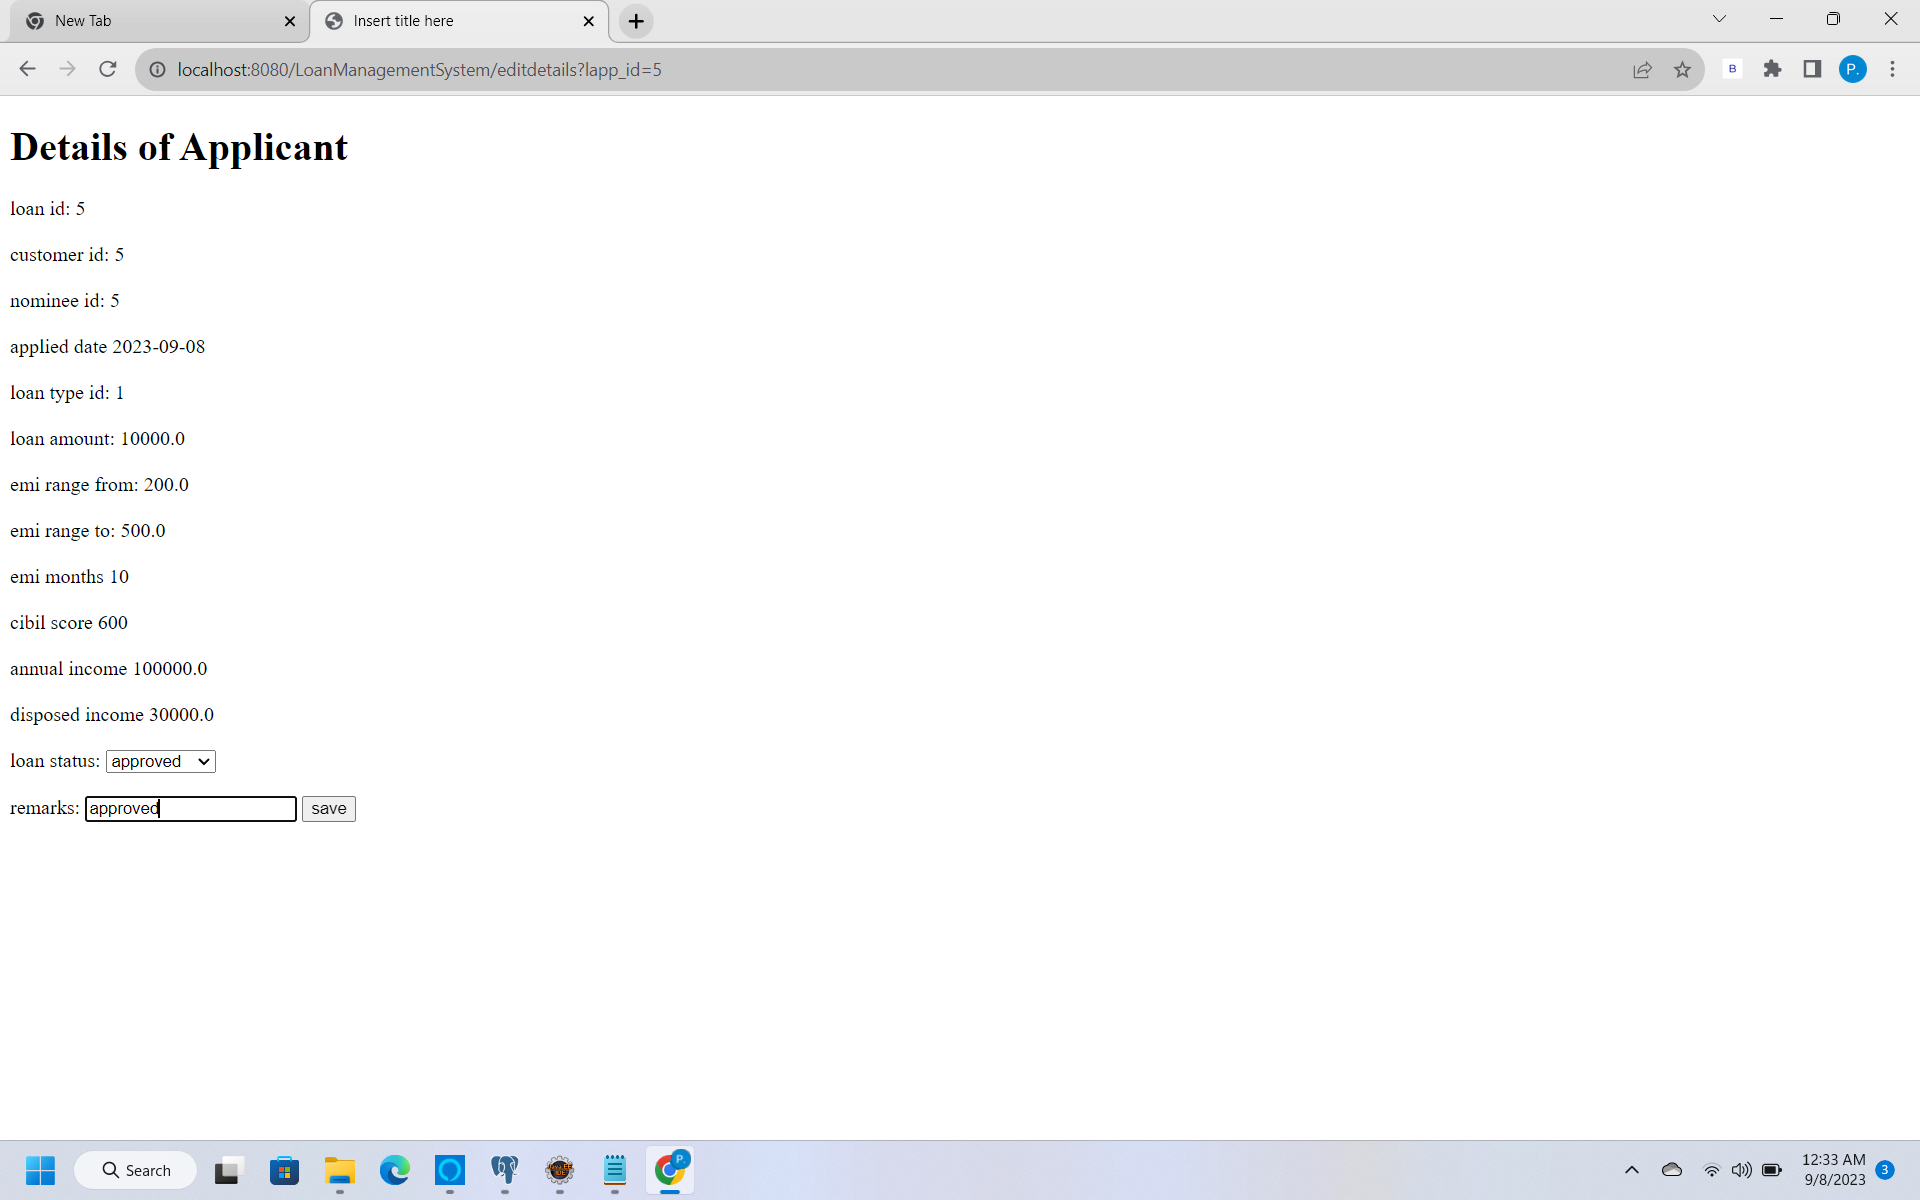 New Tab
Insert title here
localhost:8080/LoanManagementSystem/editdetails?lapp_id=5
B
P.
Details of Applicant
loan id: 5
customer id: 5
nominee id: 5
applied date 2023-09-08
loan type id: 1
loan amount: 10000.0
emi range from: 200.0
emi range to: 500.0
emi months 10
cibil score 600
annual income 100000.0
disposed income 30000.0
loan status: approved
remarks: approved save
Search
P.
12:33 AM
9/8/2023
3